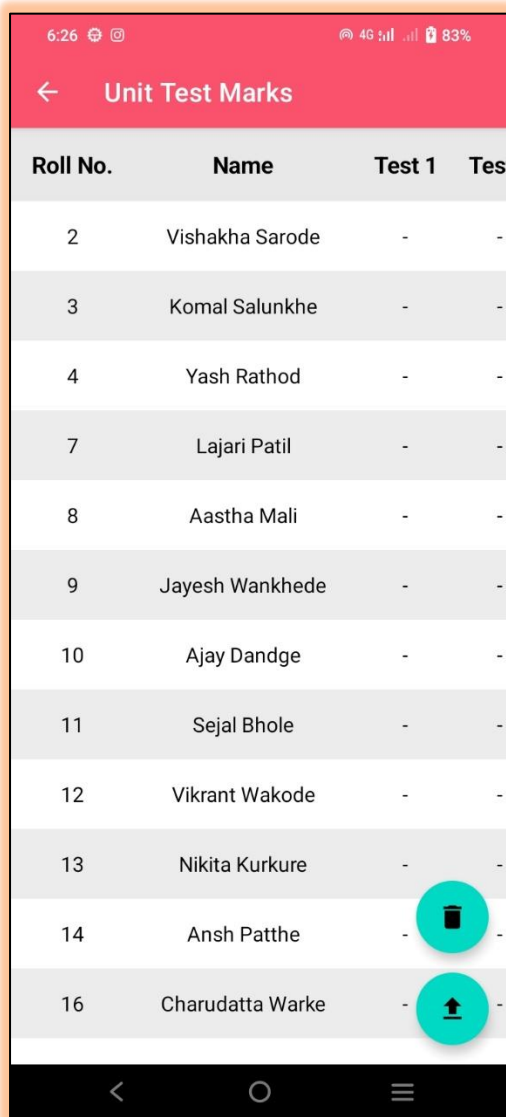 6:26 4G 83%
Unit Test Marks
Roll No. Name Test 1 Tes
2 Vishakha Sarode - -
3 Komal Salunkhe - -
4 Yash Rathod - -
7 Lajari Patil - -
8 Aastha Mali - -
9 Jayesh Wankhede - -
10 Ajay Dandge - -
11 Sejal Bhole - -
12 Vikrant Wakode - -
13 Nikita Kurkure - -
14 Ansh Patthe - -
16 Charudatta Warke - -